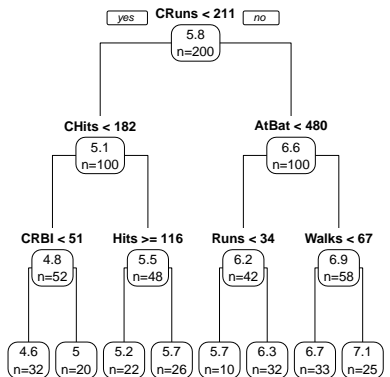 CRuns < 211
yes no
5.8
n=200
CHits < 182 AtBat < 480
5.1 6.6
n=100 n=100
CRBI < 51 Hits >= 116 Runs < 34 Walks < 67
4.8 5.5 6.2 6.9
n=52 n=48 n=42 n=58
4.6 5 5.2 5.7 5.7 6.3 6.7 7.1
n=32 n=20 n=22 n=26 n=10 n=32 n=33 n=25